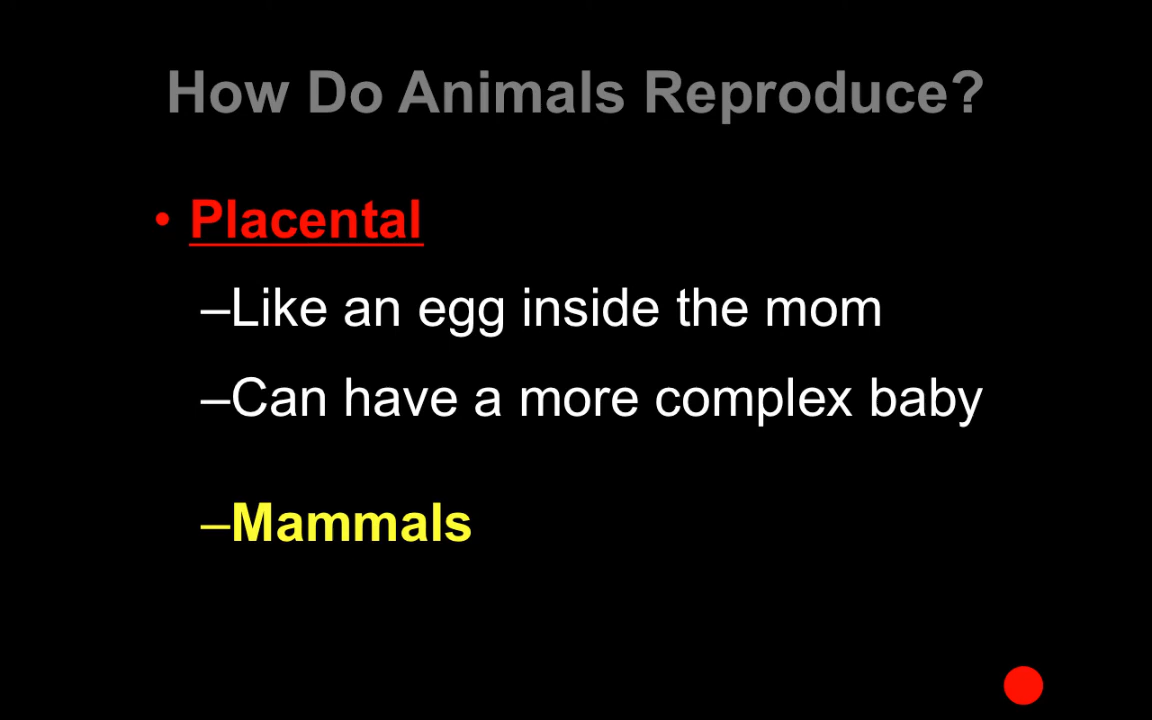 How Do Animals Reproduce?
• Placental
–Like an egg inside the mom
–Can have a more complex baby
–Mammals